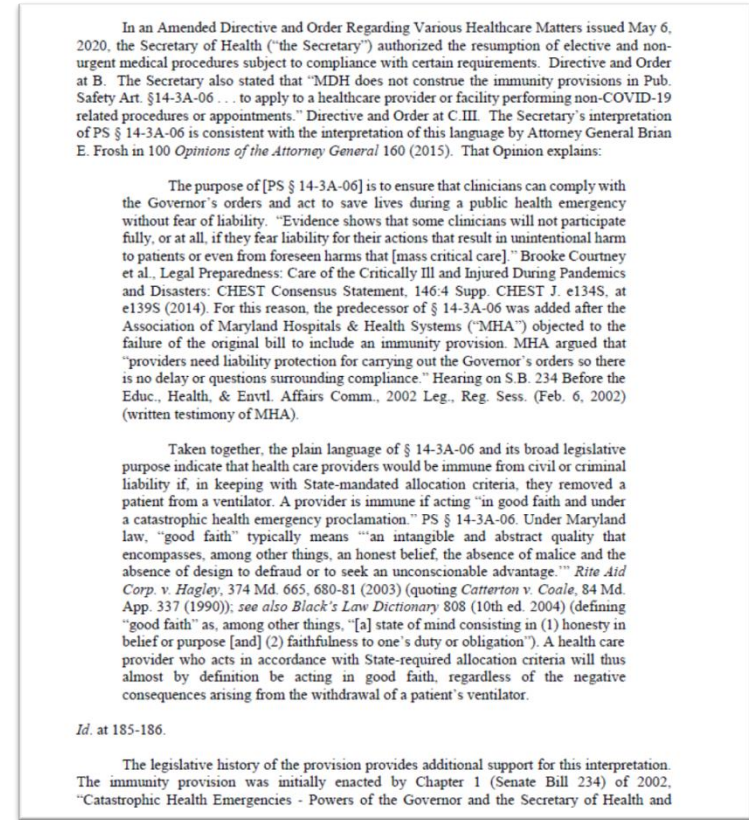 In an Amended Directive and Order Regarding Various Healthcare Matters issued May 6,
2020, the Secretary of Health ("the Secretary") authorized the resumption of elective and non-
urgent medical procedures subject to compliance with certain requirements. Directive and Order
at B. The Secretary also stated that "MDH does not construe the immunity provisions in Pub.
Safety Art. §14-3A-06 . . . to apply to a healthcare provider or facility performing non-COVID-19
related procedures or appointments." Directive and Order at C.III. The Secretary's interpretation
of PS § 14-3A-06 is consistent with the interpretation of this language by Attorney General Brian
E. Frosh in 100 Opinions of the Attorney General 160 (2015). That Opinion explains:
The purpose of [PS § 14-3A-06] is to ensure that clinicians can comply with
the Governor's orders and act to save lives during a public health emergency
without fear of liability. "Evidence shows that some clinicians will not participate
fully, or at all, if they fear liability for their actions that result in unintentional harm
to patients or even from foreseen harms that [mass critical care]." Brooke Courtney
et al., Legal Preparedness: Care of the Critically Ill and Injured During Pandemics
and Disasters: CHEST Consensus Statement, 146:4 Supp. CHEST J. e134S, at
e139S (2014). For this reason, the predecessor of § 14-3A-06 was added after the
Association of Maryland Hospitals & Health Systems ("MHA") objected to the
failure of the original bill to include an immunity provision. MHA argued that
"providers need liability protection for carrying out the Governor's orders so there
is no delay or questions surrounding compliance." Hearing on S.B. 234 Before the
Educ., Health, & Envtl. Affairs Comm., 2002 Leg., Reg. Sess. (Feb. 6, 2002)
(written testimony of MHA).
Taken together, the plain language of § 14-3A-06 and its broad legislative
purpose indicate that health care providers would be immune from civil or criminal
liability if, in keeping with State-mandated allocation criteria, they removed a
patient from a ventilator. A provider is immune if acting "in good faith and under
a catastrophic health emergency proclamation." PS § 14-3A-06. Under Maryland
law, "good faith" typically means "'an intangible and abstract quality that
encompasses, among other things, an honest belief, the absence of malice and the
absence of design to defraud or to seek an unconscionable advantage.'" Rite Aid
Corp. v. Hagley, 374 Md. 665, 680-81 (2003) (quoting Catterton v. Coale, 84 Md.
App. 337 (1990)); see also Black's Law Dictionary 808 (10th ed. 2004) (defining
"good faith" as, among other things, "[a] state of mind consisting in (1) honesty in
belief or purpose [and] (2) faithfulness to one's duty or obligation"). A health care
provider who acts in accordance with State-required allocation criteria will thus
almost by definition be acting in good faith, regardless of the negative
consequences arising from the withdrawal of a patient's ventilator.
Id. at 185-186.
The legislative history of the provision provides additional support for this interpretation.
The immunity provision was initially enacted by Chapter 1 (Senate Bill 234) of 2002,
"Catastrophic Health Emergencies - Powers of the Governor and the Secretary of Health and